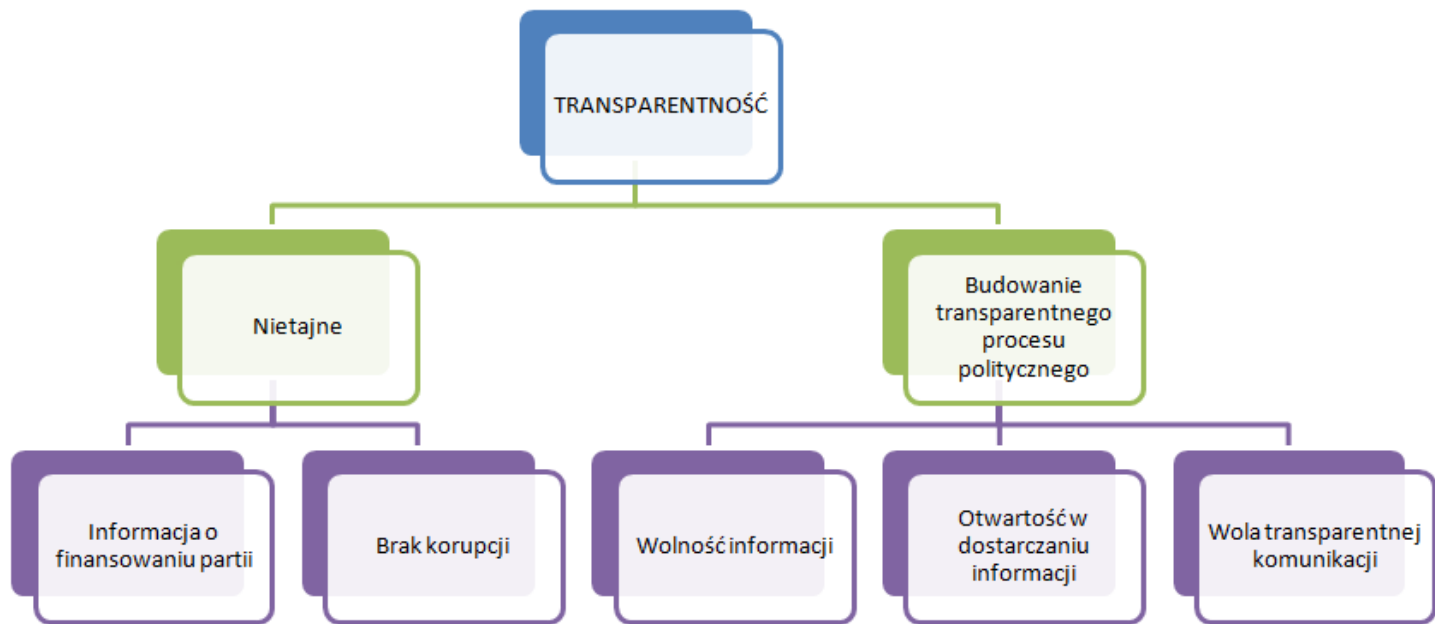 TRANSPARENTNOŚĆ
Nietajne
Budowanie
transparentnego
procesu
politycznego
Informacja o
finansowaniu partii
Brak korupcji
Wolność informacji
Otwartość w
dostarczaniu
informacji
Wola transparentnej
komunikacji